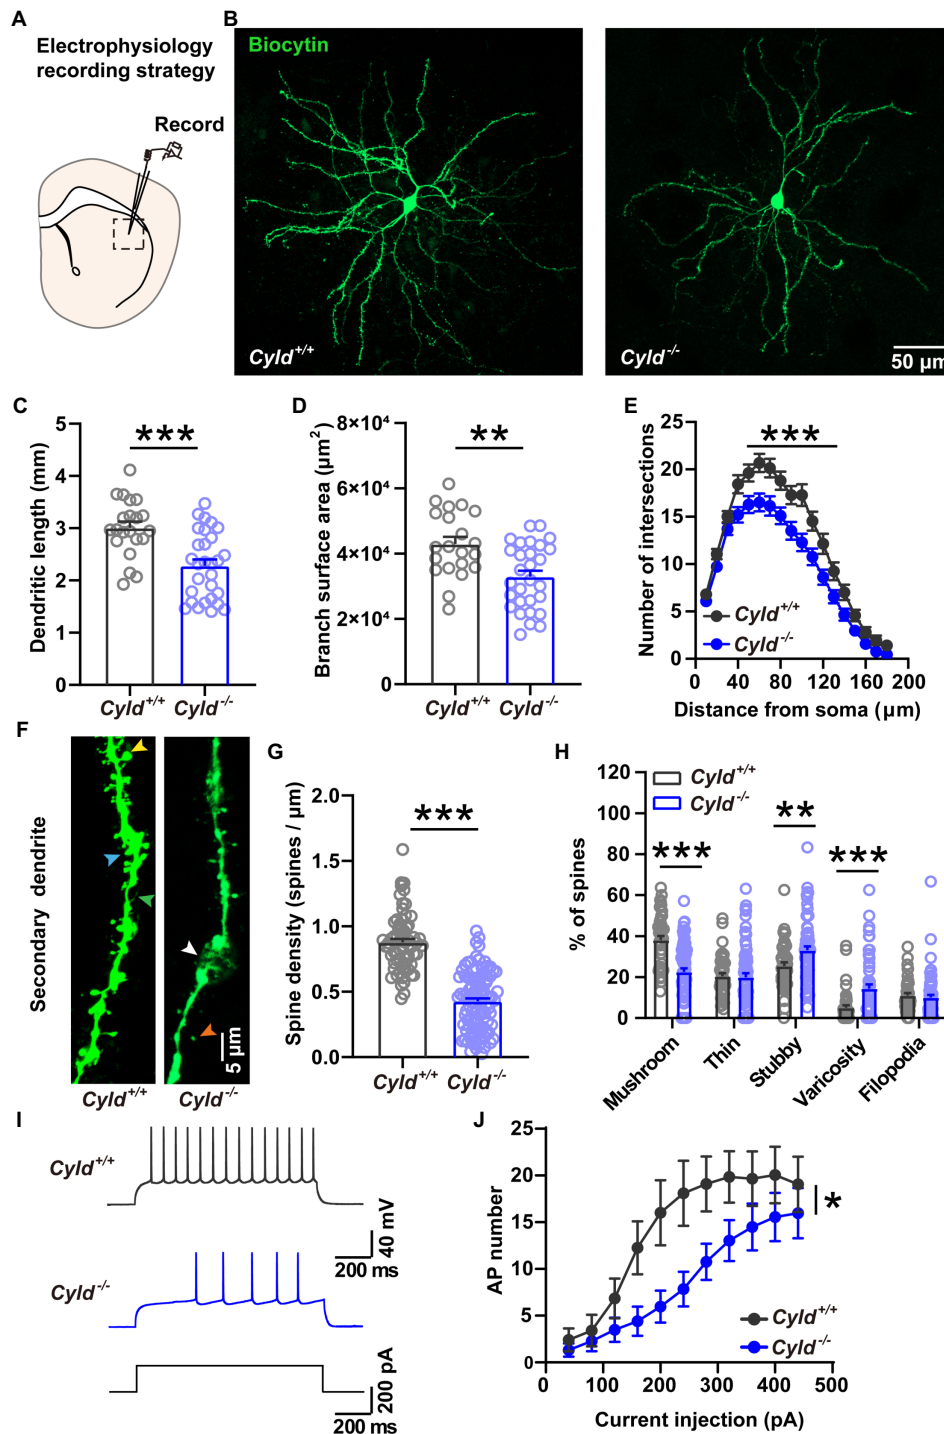 A
Electrophysiology
recording strategy
Record
B
Biocytin
Cyld+/+
Cyld-/-
50 µm
C
Dendritic length (mm)
5
4
3
2
1
0
***
Cyld+/+ Cyld-/-
D
Branch surface area (µm²)
8×10⁴
6×10⁴
4×10⁴
2×10⁴
0
**
Cyld+/+ Cyld-/-
E
Number of intersections
25
20
15
10
5
0
***
Cyld+/+
Cyld-/-
0 40 80 120 160 200
Distance from soma (µm)
F
Secondary dendrite
5 µm
Cyld+/+ Cyld-/-
G
Spine density (spines / µm)
2.0
1.5
1.0
0.5
0.0
***
Cyld+/+ Cyld-/-
H
% of spines
120
100
80
60
40
20
0
Cyld+/+
Cyld-/-
***
**
***
Mushroom
Thin
Stubby
Varicosity
Filopodia
I
Cyld+/+
40 mV
200 ms
Cyld-/-
200 pA
200 ms
J
AP number
25
20
15
10
5
0
*
Cyld+/+
Cyld-/-
0 100 200 300 400 500
Current injection (pA)